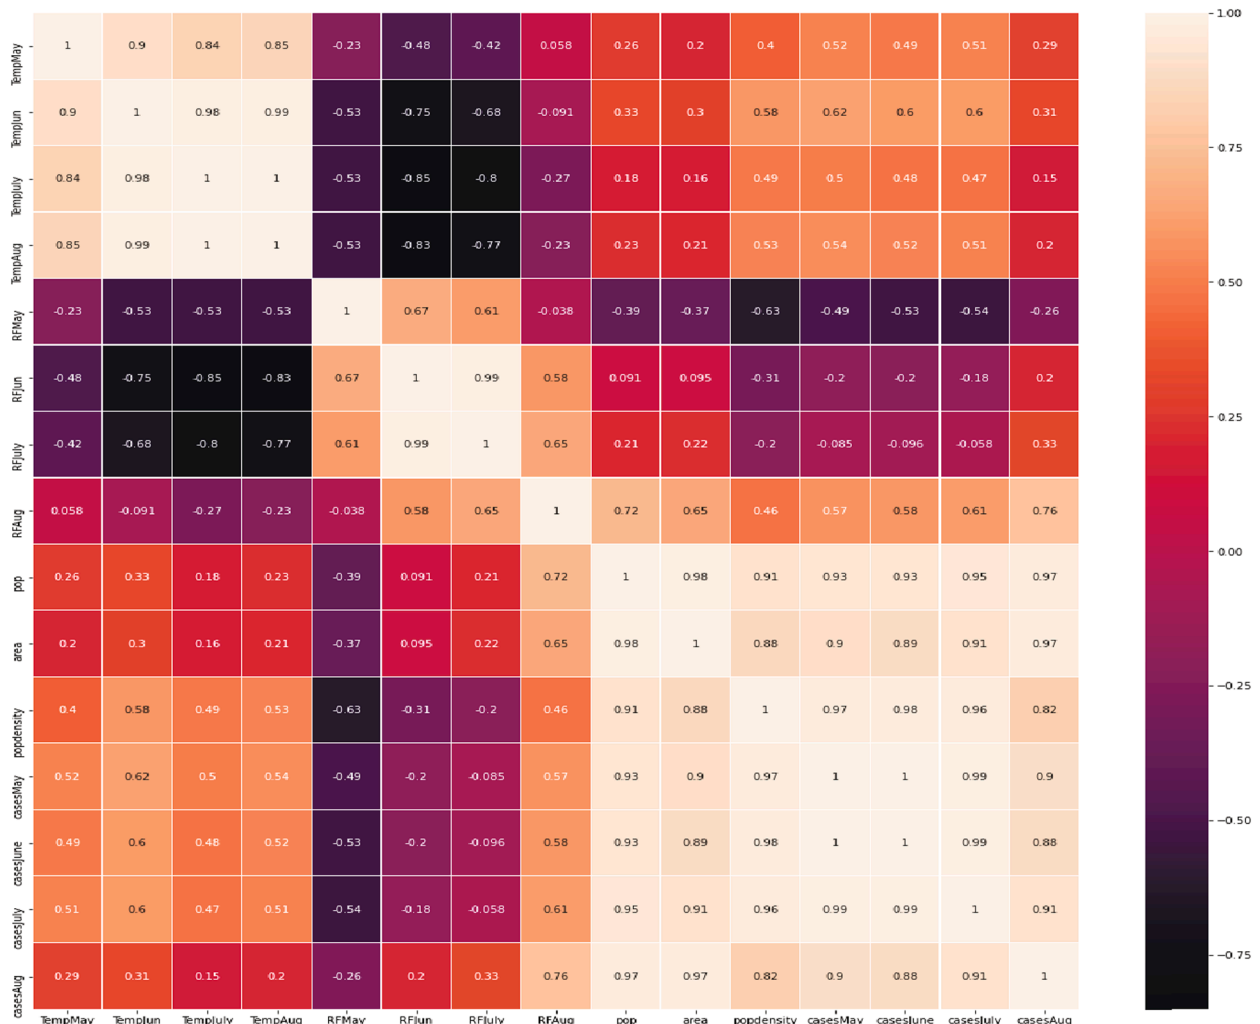 TempMay 1 0.9 0.84 0.85 -0.23 -0.48 -0.42 0.058 0.26 0.2 0.4 0.52 0.49 0.51 0.29
TempJun 0.9 1 0.98 0.99 -0.53 -0.75 -0.68 -0.091 0.33 0.3 0.58 0.62 0.6 0.6 0.31
TempJuly 0.84 0.98 1 1 -0.53 -0.85 -0.8 -0.27 0.18 0.16 0.49 0.5 0.48 0.47 0.15
TempAug 0.85 0.99 1 1 -0.53 -0.83 -0.77 -0.23 0.23 0.21 0.53 0.54 0.52 0.51 0.2
RFMay -0.23 -0.53 -0.53 -0.53 1 0.67 0.61 -0.038 -0.39 -0.37 -0.63 -0.49 -0.53 -0.54 -0.26
RFJun -0.48 -0.75 -0.85 -0.83 0.67 1 0.99 0.58 0.091 0.095 -0.31 -0.2 -0.2 -0.18 0.2
RFJuly -0.42 -0.68 -0.8 -0.77 0.61 0.99 1 0.65 0.21 0.22 -0.2 -0.085 -0.096 -0.058 0.33
RFAug 0.058 -0.091 -0.27 -0.23 -0.038 0.58 0.65 1 0.72 0.65 0.46 0.57 0.58 0.61 0.76
pop 0.26 0.33 0.18 0.23 -0.39 0.091 0.21 0.72 1 0.98 0.91 0.93 0.93 0.95 0.97
area 0.2 0.3 0.16 0.21 -0.37 0.095 0.22 0.65 0.98 1 0.88 0.9 0.89 0.91 0.97
popdensity 0.4 0.58 0.49 0.53 -0.63 -0.31 -0.2 0.46 0.91 0.88 1 0.97 0.98 0.96 0.82
casesMay 0.52 0.62 0.5 0.54 -0.49 -0.2 -0.085 0.57 0.93 0.9 0.97 1 1 0.99 0.9
casesJune 0.49 0.6 0.48 0.52 -0.53 -0.2 -0.096 0.58 0.93 0.89 0.98 1 1 0.99 0.88
casesJuly 0.51 0.6 0.47 0.51 -0.54 -0.18 -0.058 0.61 0.95 0.91 0.96 0.99 0.99 1 0.91
casesAug 0.29 0.31 0.15 0.2 -0.26 0.2 0.33 0.76 0.97 0.97 0.82 0.9 0.88 0.91 1
TempMay TempJun TempJuly TempAug RFMay RFJun RFJuly RFAug pop area popdensity casesMay casesJune casesJuly casesAug
1.00
0.75
0.50
0.25
0.00
-0.25
-0.50
-0.75